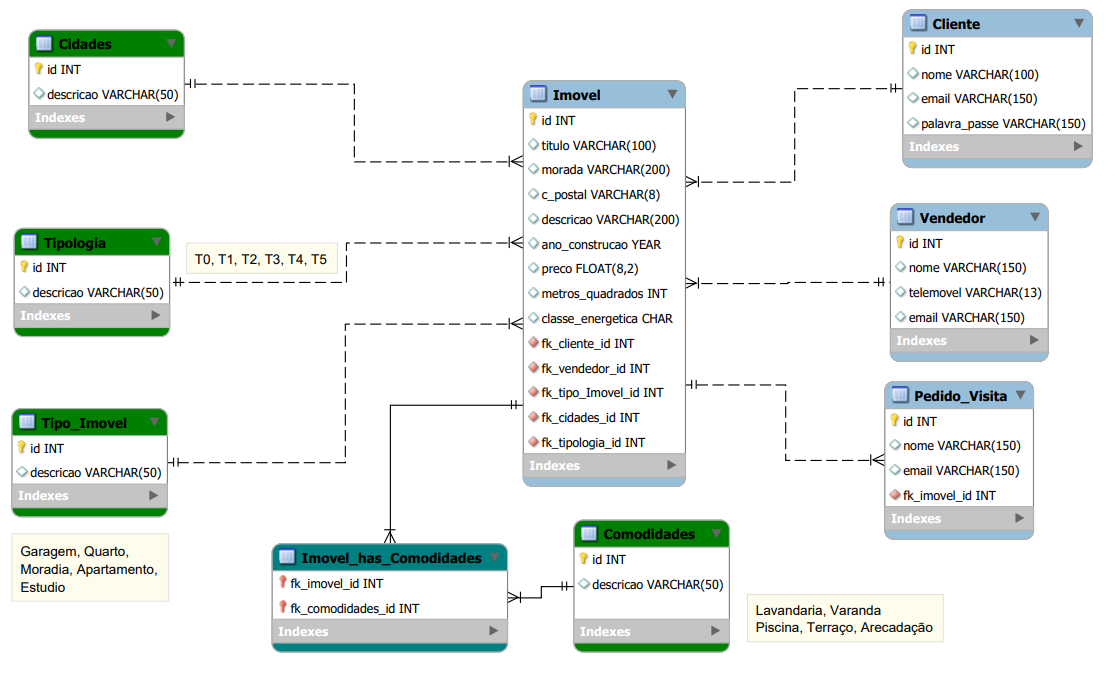 Cidades
id INT
descricao VARCHAR(50)
Indexes
Tipologia
id INT
descricao VARCHAR(50)
Indexes
T0, T1, T2, T3, T4, T5
Tipo_Imovel
id INT
descricao VARCHAR(50)
Indexes
Garagem, Quarto,
Moradia, Apartamento,
Estudio
Imovel
id INT
titulo VARCHAR(100)
morada VARCHAR(200)
c_postal VARCHAR(8)
descricao VARCHAR(200)
ano_construcao YEAR
preco FLOAT(8,2)
metros_quadrados INT
classe_energetica CHAR
fk_cliente_id INT
fk_vendedor_id INT
fk_tipo_Imovel_id INT
fk_cidades_id INT
fk_tipologia_id INT
Indexes
Imovel_has_Comodidades
fk_imovel_id INT
fk_comodidades_id INT
Indexes
Comodidades
id INT
descricao VARCHAR(50)
Indexes
Lavandaria, Varanda
Piscina, Terraço, Arecadação
Cliente
id INT
nome VARCHAR(100)
email VARCHAR(150)
palavra_passe VARCHAR(150)
Indexes
Vendedor
id INT
nome VARCHAR(150)
telemovel VARCHAR(13)
email VARCHAR(150)
Indexes
Pedido_Visita
id INT
nome VARCHAR(150)
email VARCHAR(150)
fk_imovel_id INT
Indexes